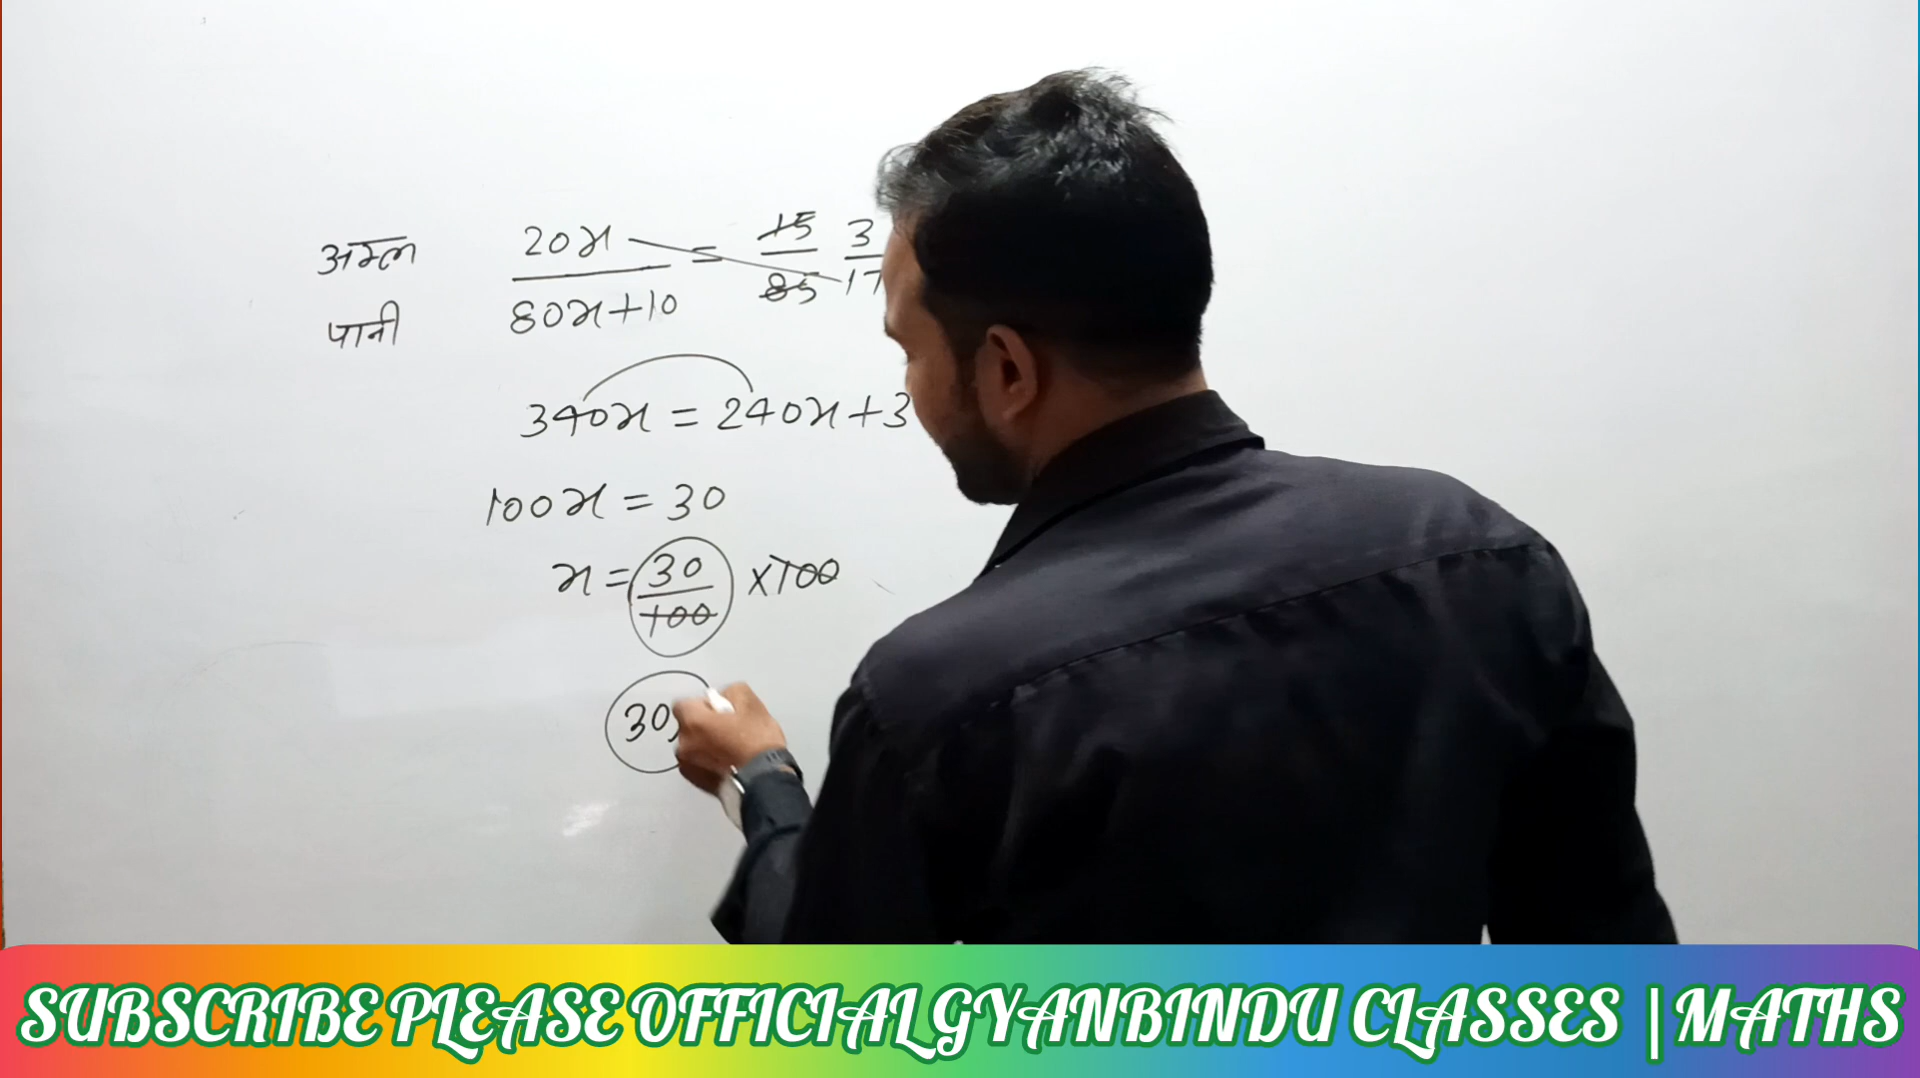 अम्ल 20x = 15 3
पानी 80x+10 85 17
340x = 240x+3
100x = 30
x = 30 ×100
100
30
SUBSCRIBE PLEASE OFFICIAL GYANBINDU CLASSES | MATHS